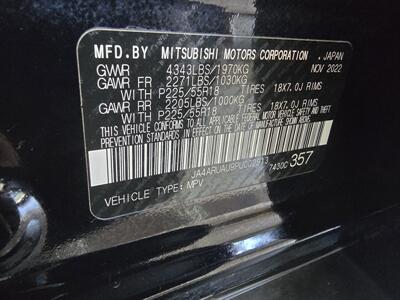 MFD.BY MITSUBISHI MOTORS CORPORATION , JAPAN
GVWR 4343LBS/1970KG NOV 2022
GAWR FR 2271LBS/1030KG
WITH P225/55R18 TIRES 18X7.0J RIMS
GAWR RR 2205LBS/1000KG
WITH P225/55R18 TIRES 18X7.0J RIMS
THIS VEHICLE CONFORMS TO ALL APPLICABLE FEDERAL
MOTOR VEHICLE SAFETY, BUMPER, AND THEFT
PREVENTION STANDARDS IN EFFECT ON THE DATE OF
MANUFACTURE SHOWN ABOVE.
7430C 357
VEHICLE TYPE: MPV